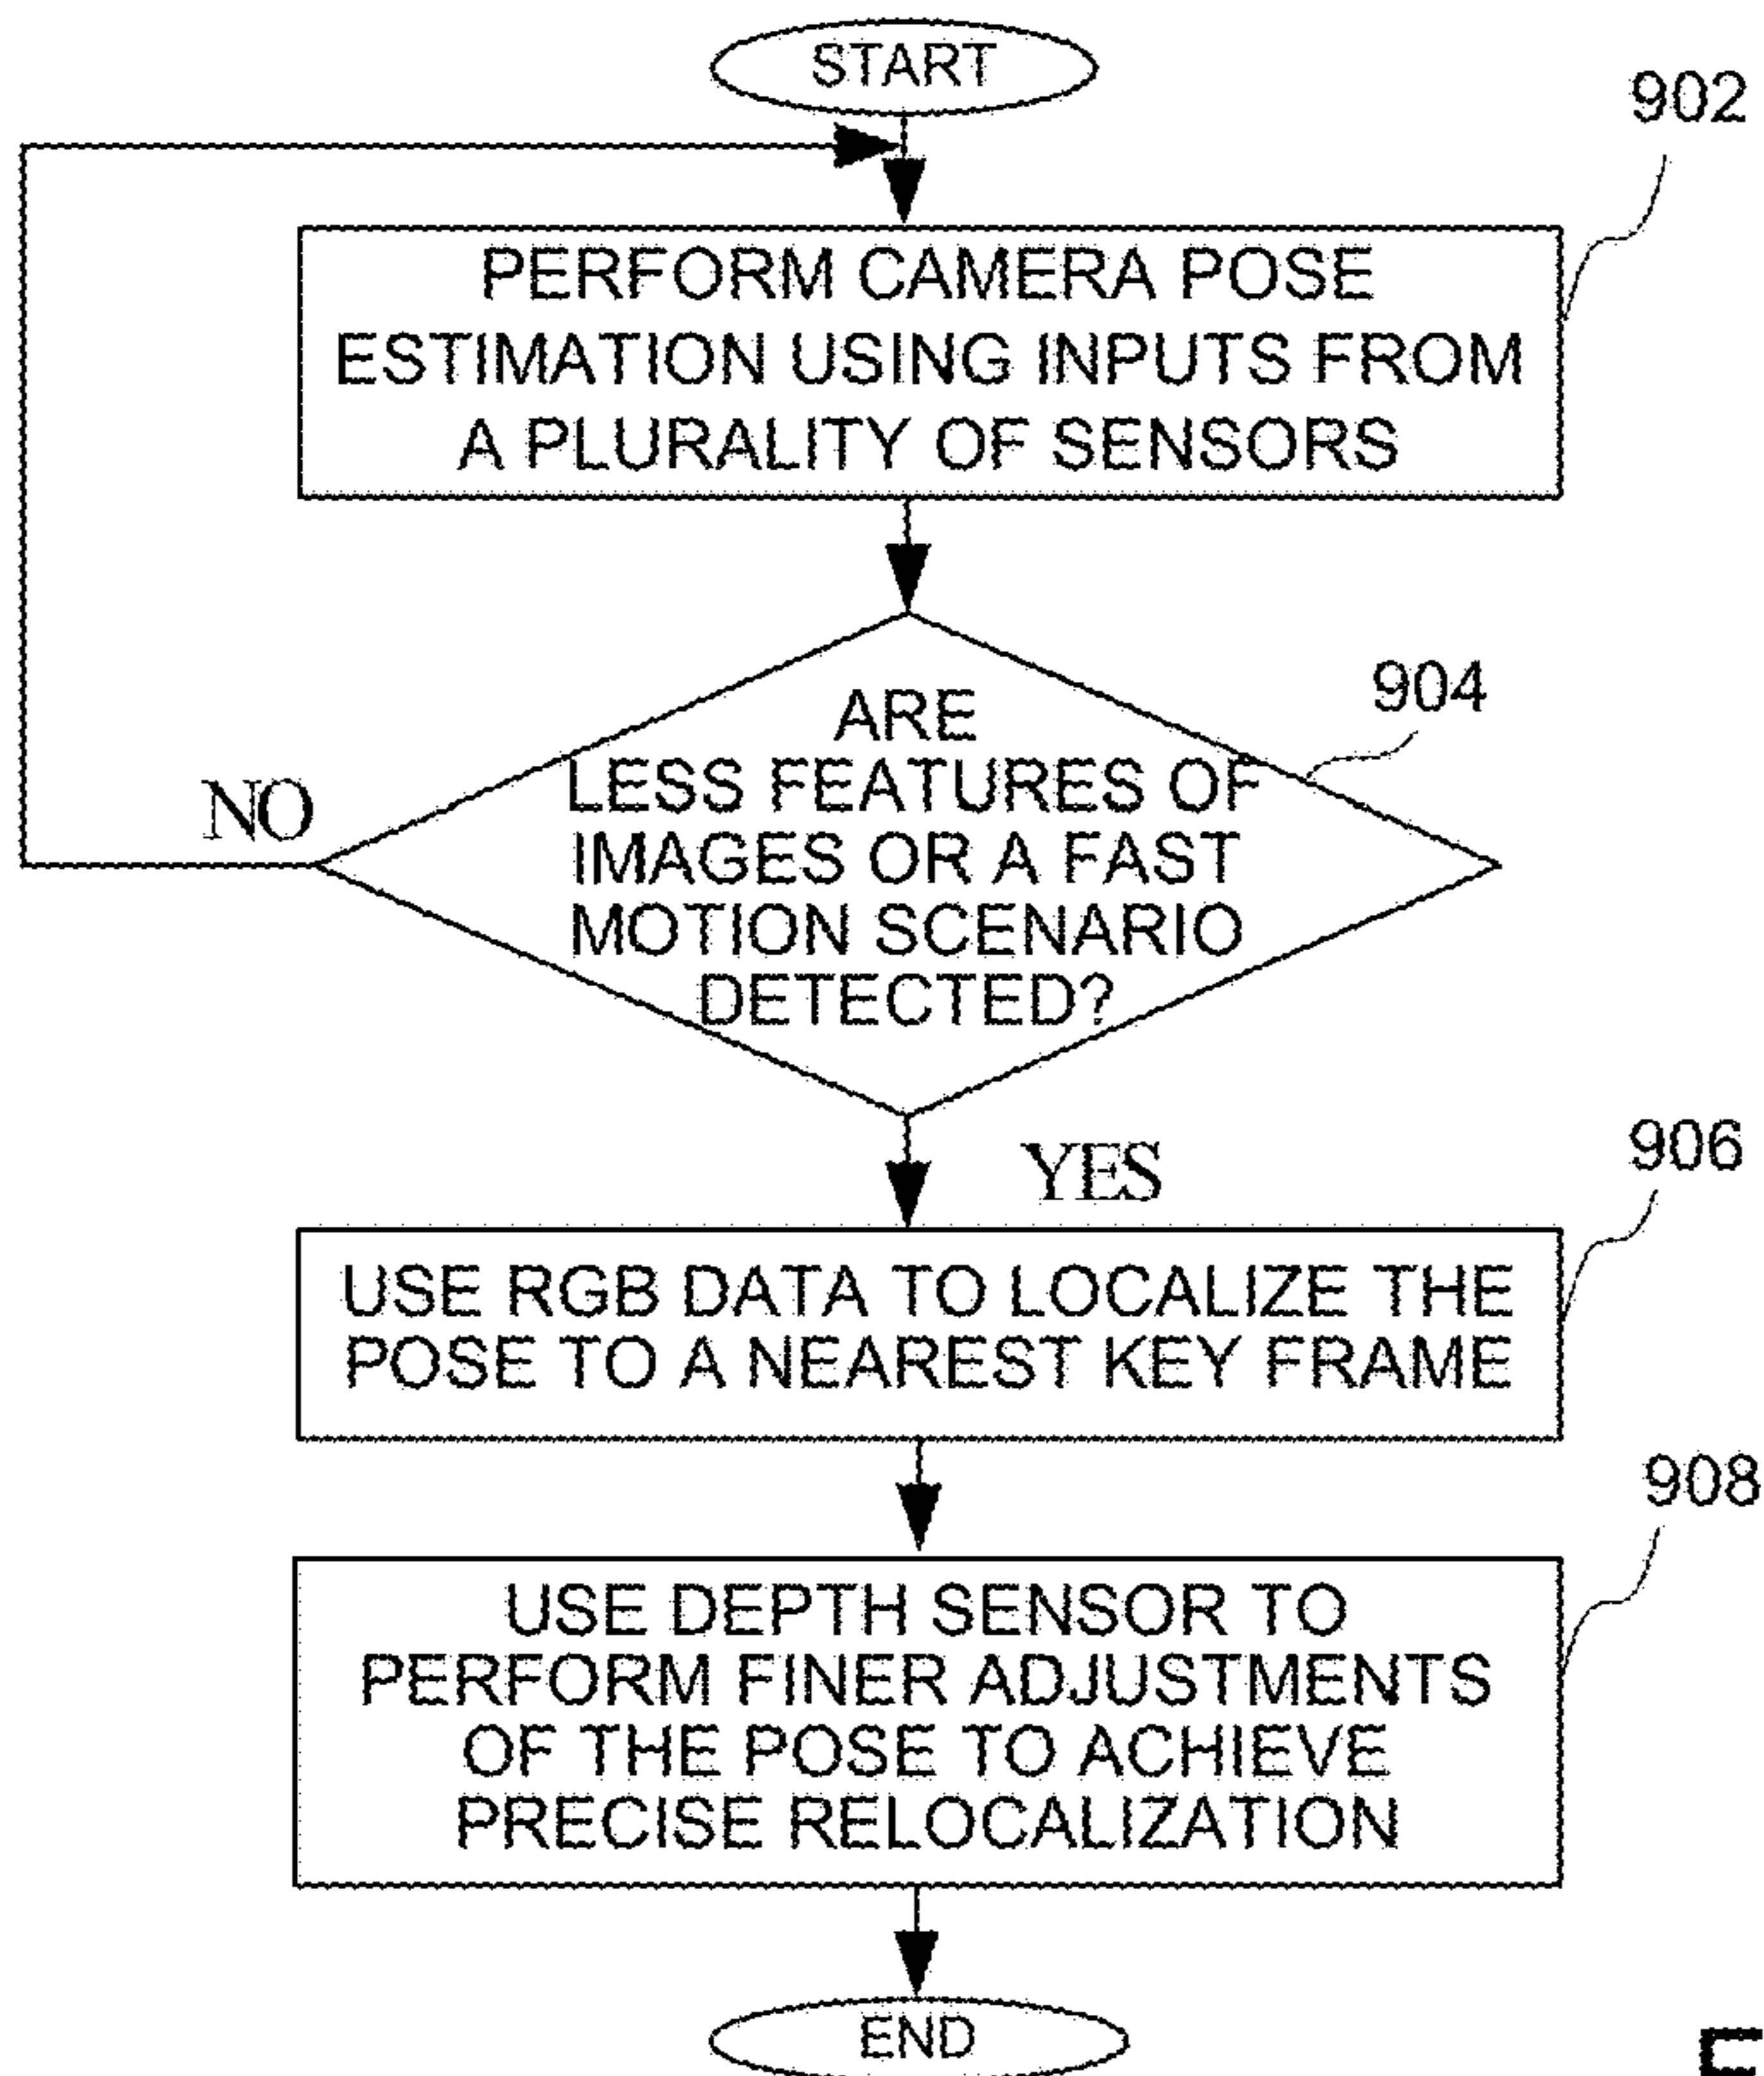 START
902
PERFORM CAMERA POSE
ESTIMATION USING INPUTS FROM
A PLURALITY OF SENSORS
904
ARE
LESS FEATURES OF
IMAGES OR A FAST
MOTION SCENARIO
DETECTED?
NO
YES
906
USE RGB DATA TO LOCALIZE THE
POSE TO A NEAREST KEY FRAME
908
USE DEPTH SENSOR TO
PERFORM FINER ADJUSTMENTS
OF THE POSE TO ACHIEVE
PRECISE RELOCALIZATION
END